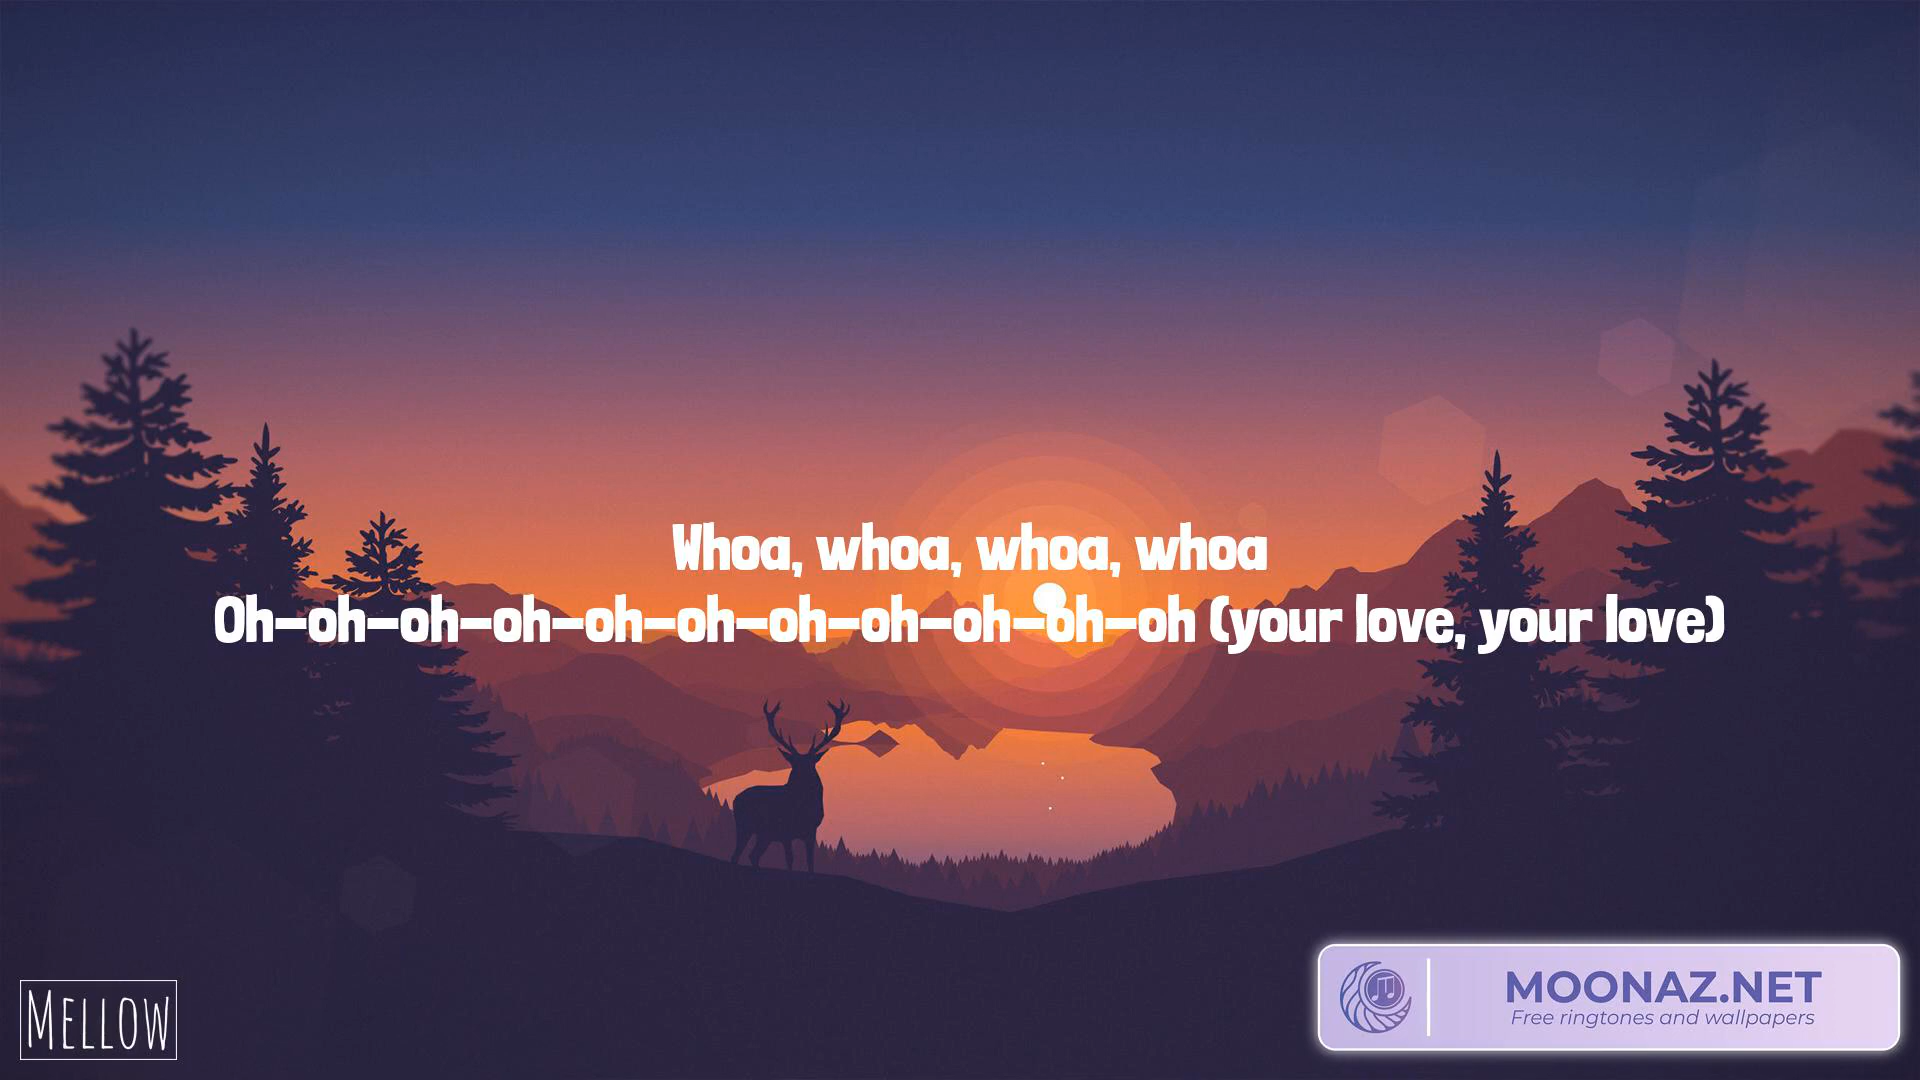 Whoa, whoa, whoa, whoa
Oh-oh-oh-oh-oh-oh-oh-oh-oh-oh-oh (your love, your love)
MELLOW
MOONAZ.NET
Free ringtones and wallpapers